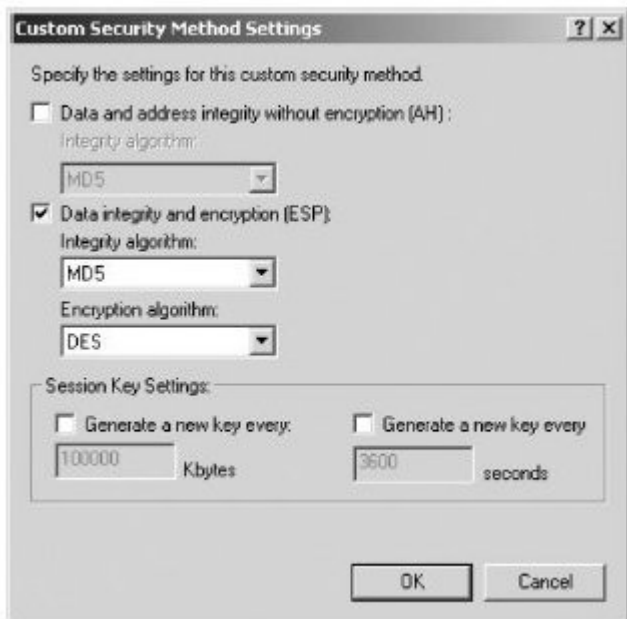 Custom Security Method Settings
Specify the settings for this custom security method.
Data and address integrity without encryption (AH) :
Integrity algorithm:
MD5
Data integrity and encryption (ESP):
Integrity algorithm:
MD5
Encryption algorithm:
DES
Session Key Settings:
Generate a new key every: Generate a new key every
100000 Kbytes 3600 seconds
OK Cancel